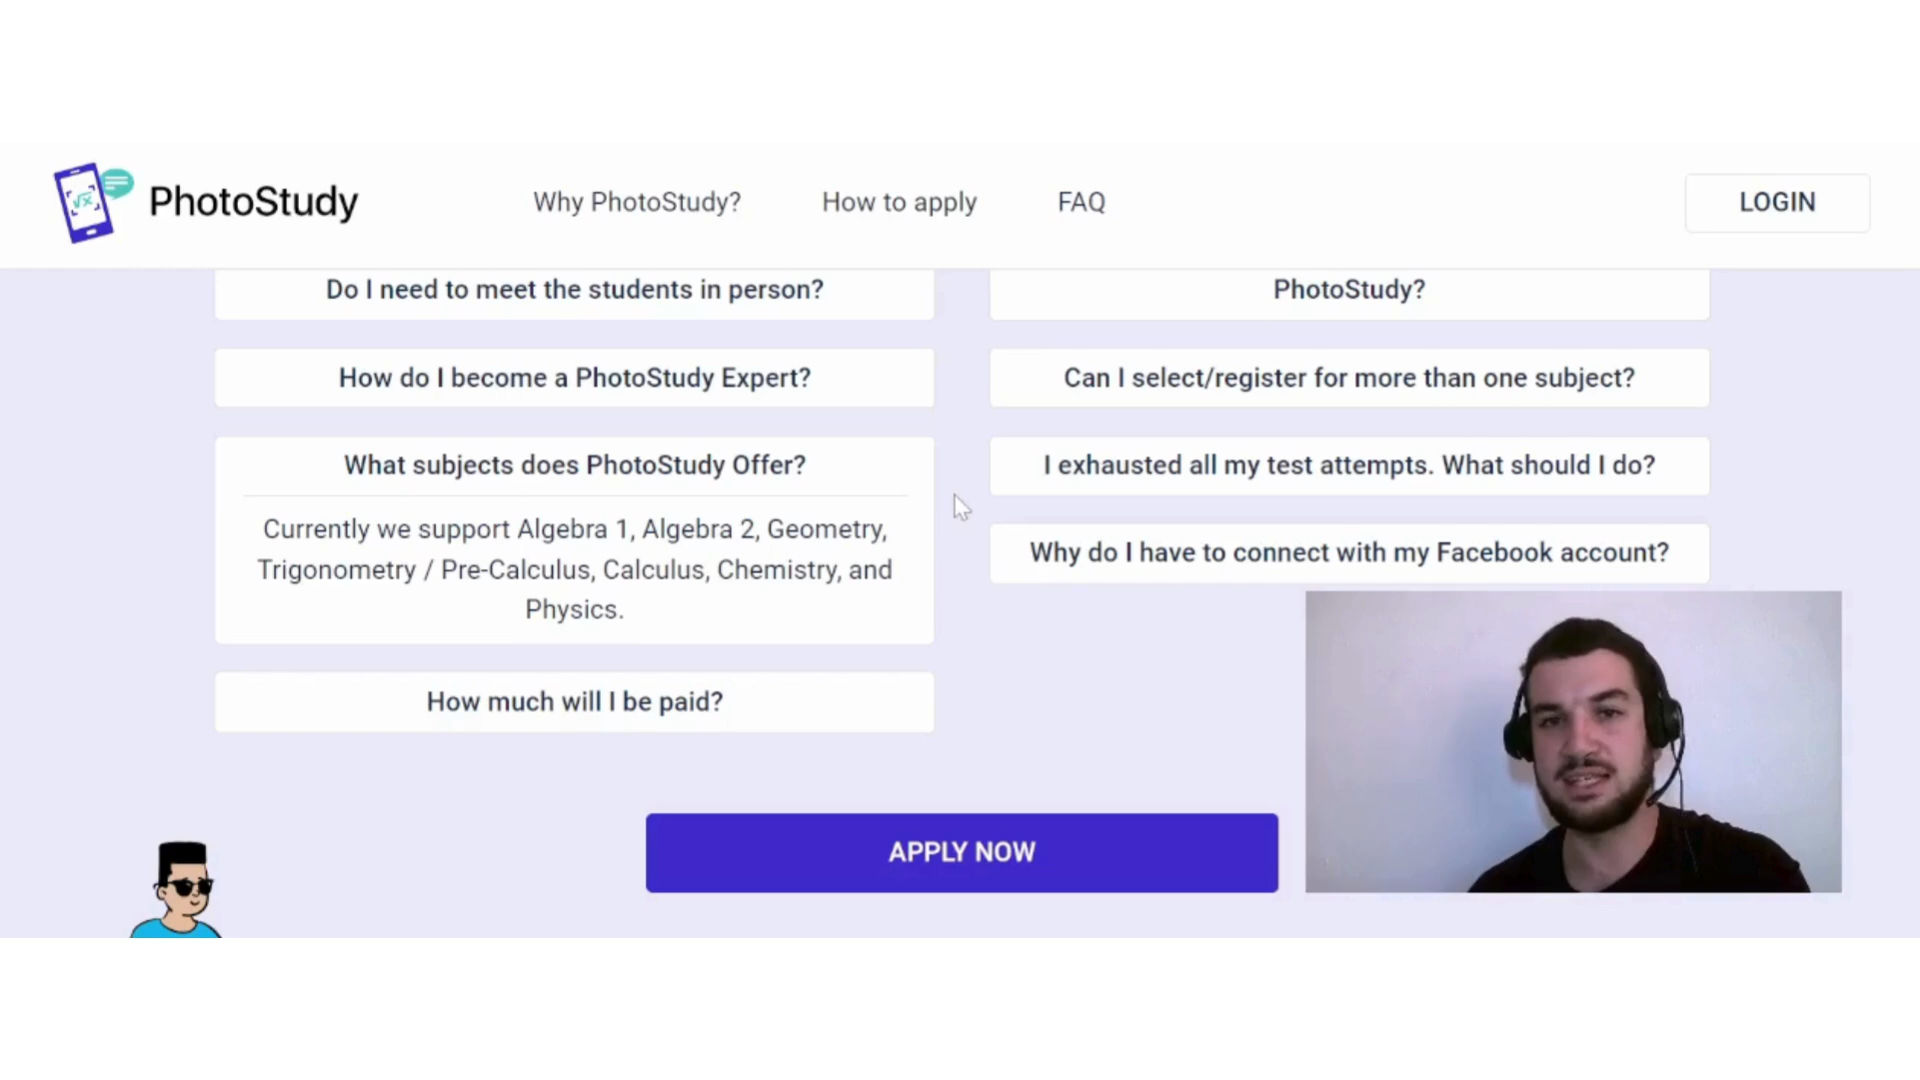 PhotoStudy
Why PhotoStudy?
How to apply
FAQ
LOGIN
Do I need to meet the students in person?
How do I become a PhotoStudy Expert?
What subjects does PhotoStudy Offer?
Currently we support Algebra 1, Algebra 2, Geometry,
Trigonometry / Pre-Calculus, Calculus, Chemistry, and
Physics.
How much will I be paid?
PhotoStudy?
Can I select/register for more than one subject?
I exhausted all my test attempts. What should I do?
Why do I have to connect with my Facebook account?
APPLY NOW